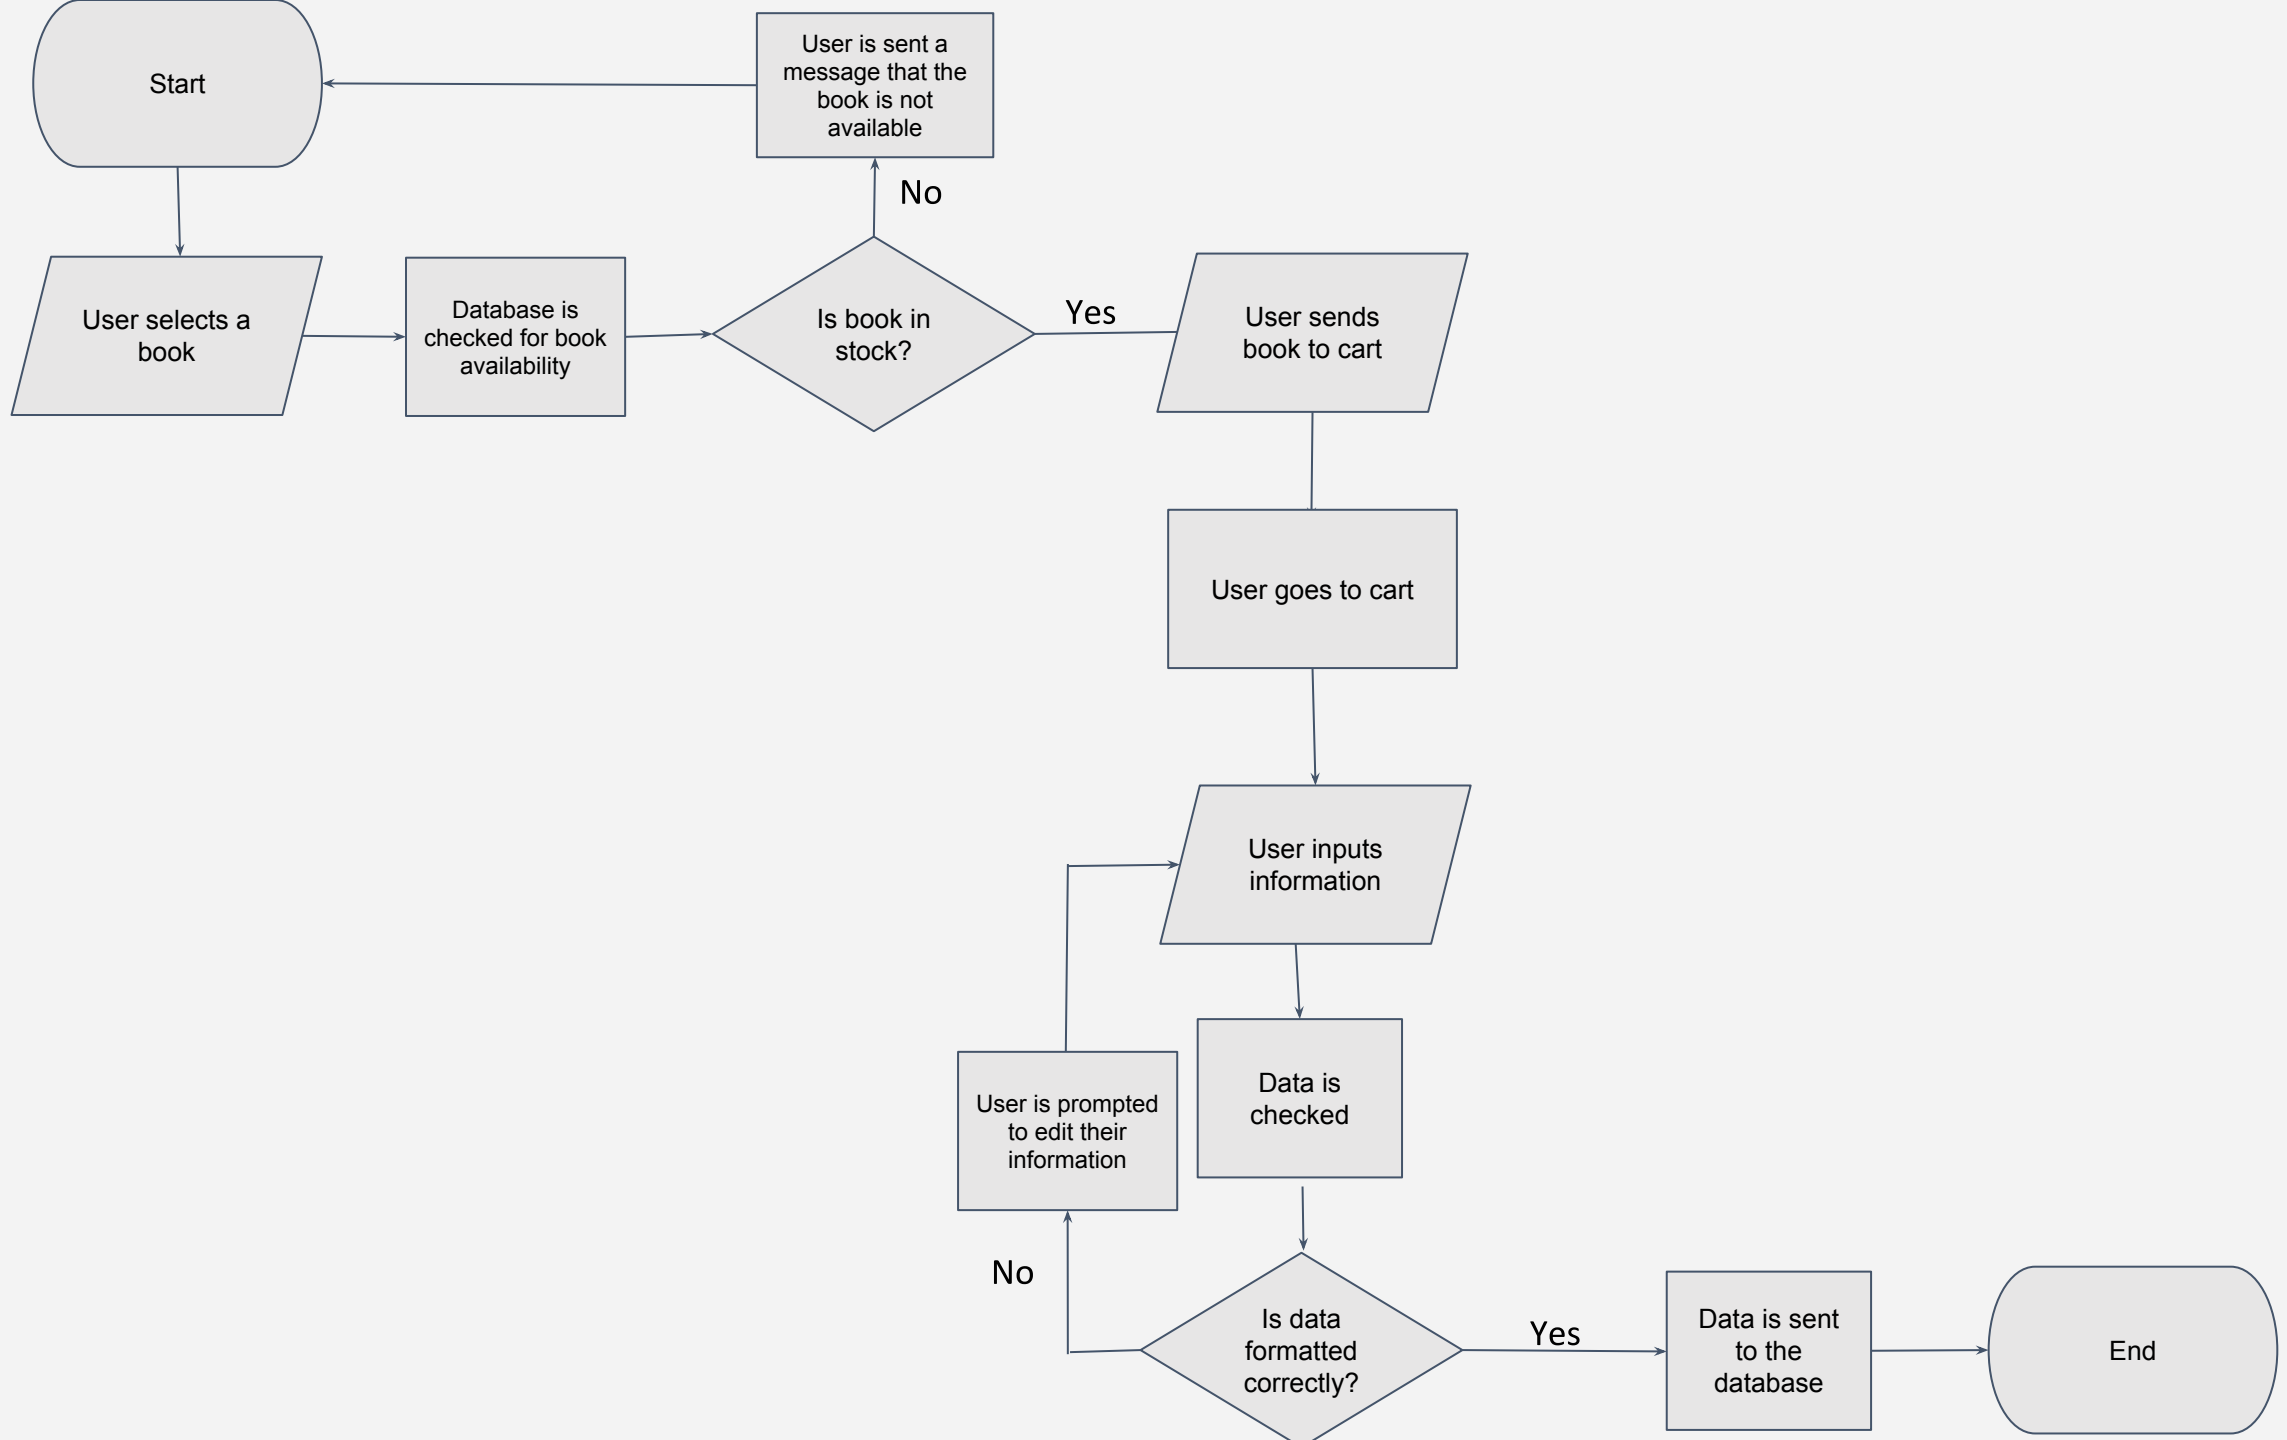 Start
User is sent a
message that the
book is not
available
No
User selects a
book
Database is
checked for book
availability
Is book in
stock?
Yes
User sends
book to cart
User goes to cart
User inputs
information
Data is
checked
User is prompted
to edit their
information
No
Is data
formatted
correctly?
Yes
Data is sent
to the
database
End